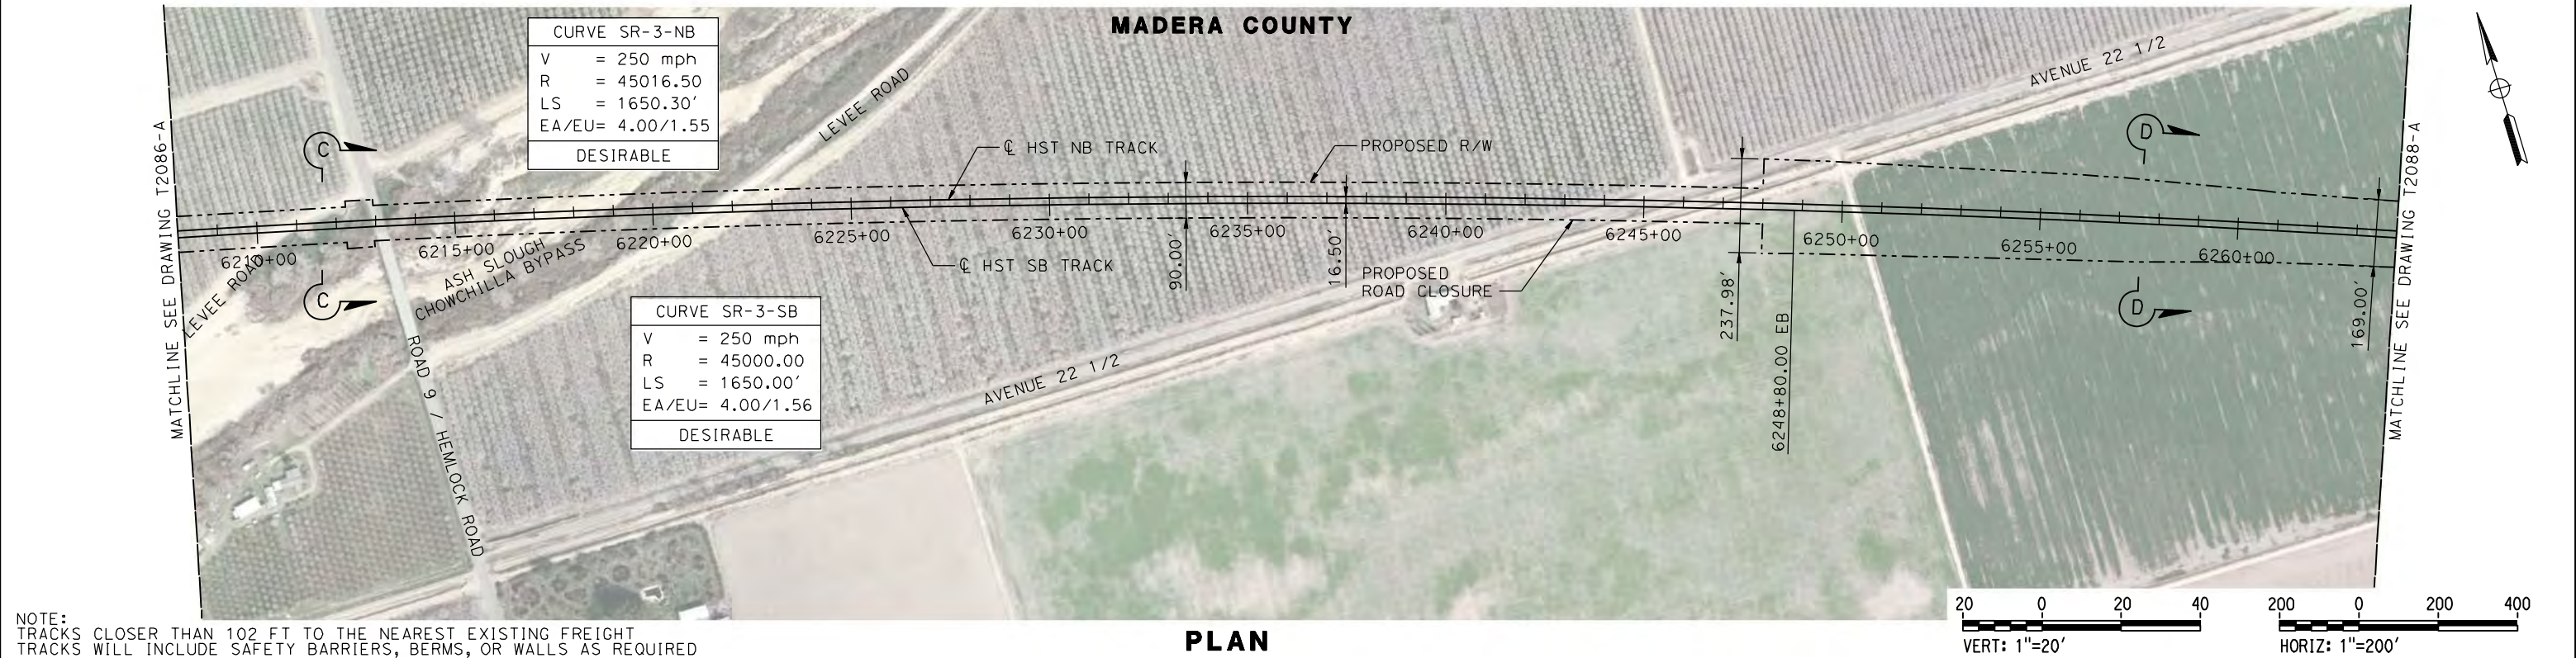 MADERA COUNTY
CURVE SR-3-NB
V = 250 mph
R = 45016.50
LS = 1650.30'
EA/EU= 4.00/1.55
DESIRABLE
LEVEE ROAD
AVENUE 22 1/2
MATCHLINE SEE DRAWING T2086-A
MATCHLINE SEE DRAWING T2088-A
C
D
℄ HST NB TRACK
PROPOSED R/W
6210+00
6215+00
6220+00
6225+00
6230+00
6235+00
6240+00
6245+00
6250+00
6255+00
6260+00
LEVEE ROAD
ASH SLOUGH
CHOWCHILLA BYPASS
℄ HST SB TRACK
90.00'
16.50'
PROPOSED
ROAD CLOSURE
237.98'
6248+80.00 EB
169.00'
C
D
CURVE SR-3-SB
V = 250 mph
R = 45000.00
LS = 1650.00'
EA/EU= 4.00/1.56
DESIRABLE
ROAD 9 / HEMLOCK ROAD
AVENUE 22 1/2
NOTE:
TRACKS CLOSER THAN 102 FT TO THE NEAREST EXISTING FREIGHT
TRACKS WILL INCLUDE SAFETY BARRIERS, BERMS, OR WALLS AS REQUIRED
PLAN
20 0 20 40
VERT: 1"=20'
200 0 200 400
HORIZ: 1"=200'